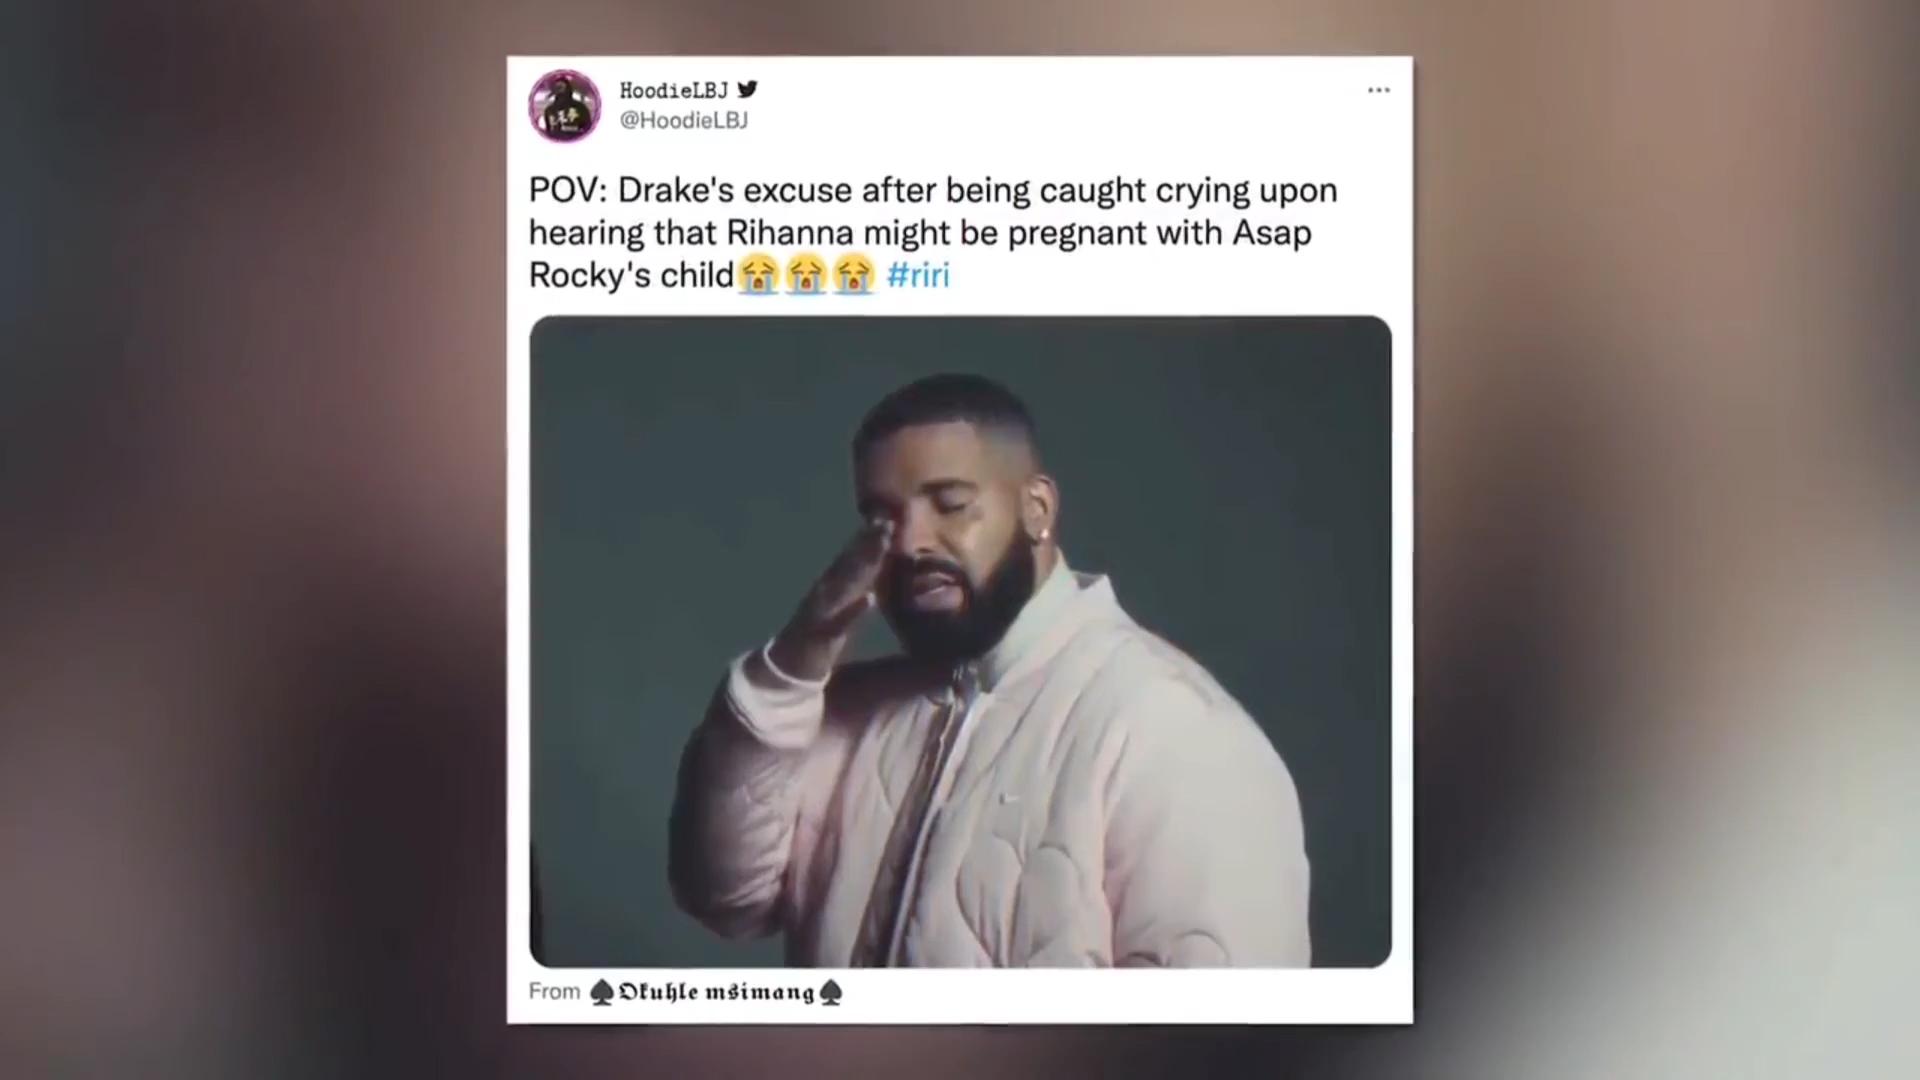 HoodieLBJ
@HoodieLBJ
POV: Drake's excuse after being caught crying upon
hearing that Rihanna might be pregnant with Asap
Rocky's child😭😭😭 #riri
From ♠𝕺𝖐𝖚𝖍𝖑𝖊 𝖒𝖘𝖎𝖒𝖆𝖓𝖌♠